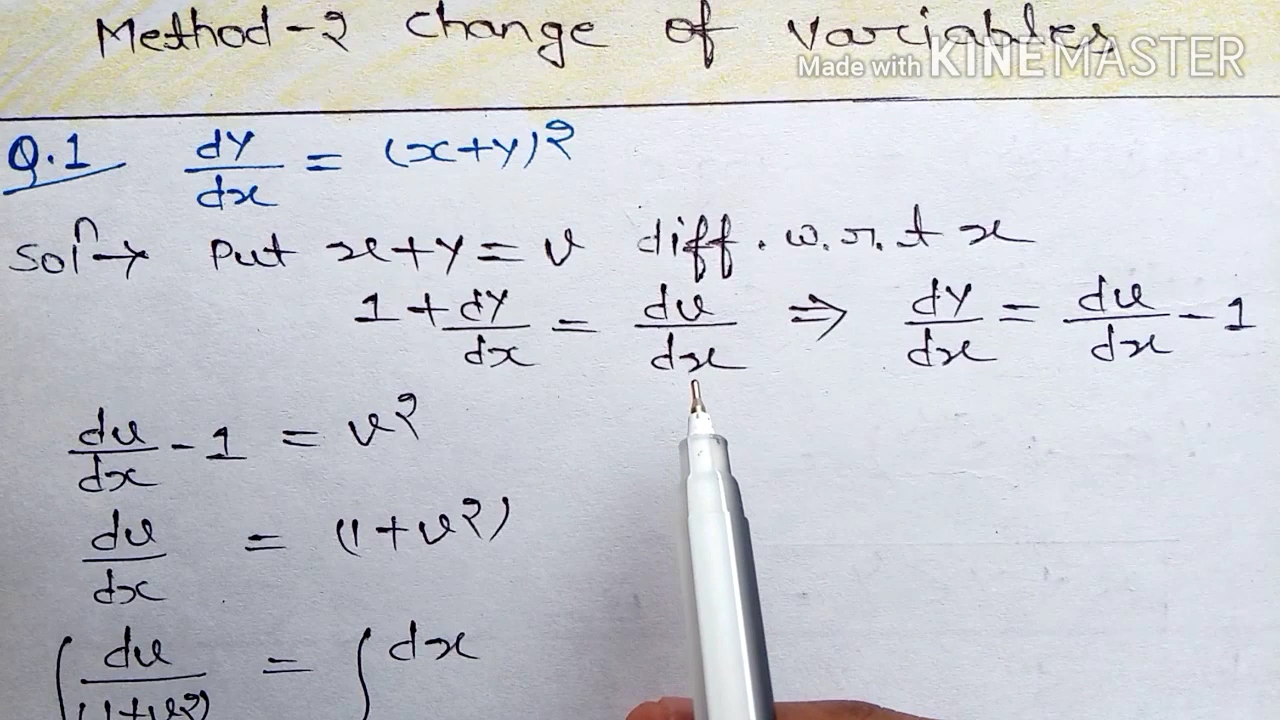 Method-2 Change of Variables
Made with KINEMASTER
Q.1 dy/dx = (x+y)²
Solⁿ→ Put x+y=v diff. w.r.t x
1+dy/dx = dv/dx ⇒ dy/dx = dv/dx - 1
dv/dx - 1 = v²
dv/dx = (1+v²)
∫ dv/(1+v²) = ∫ dx